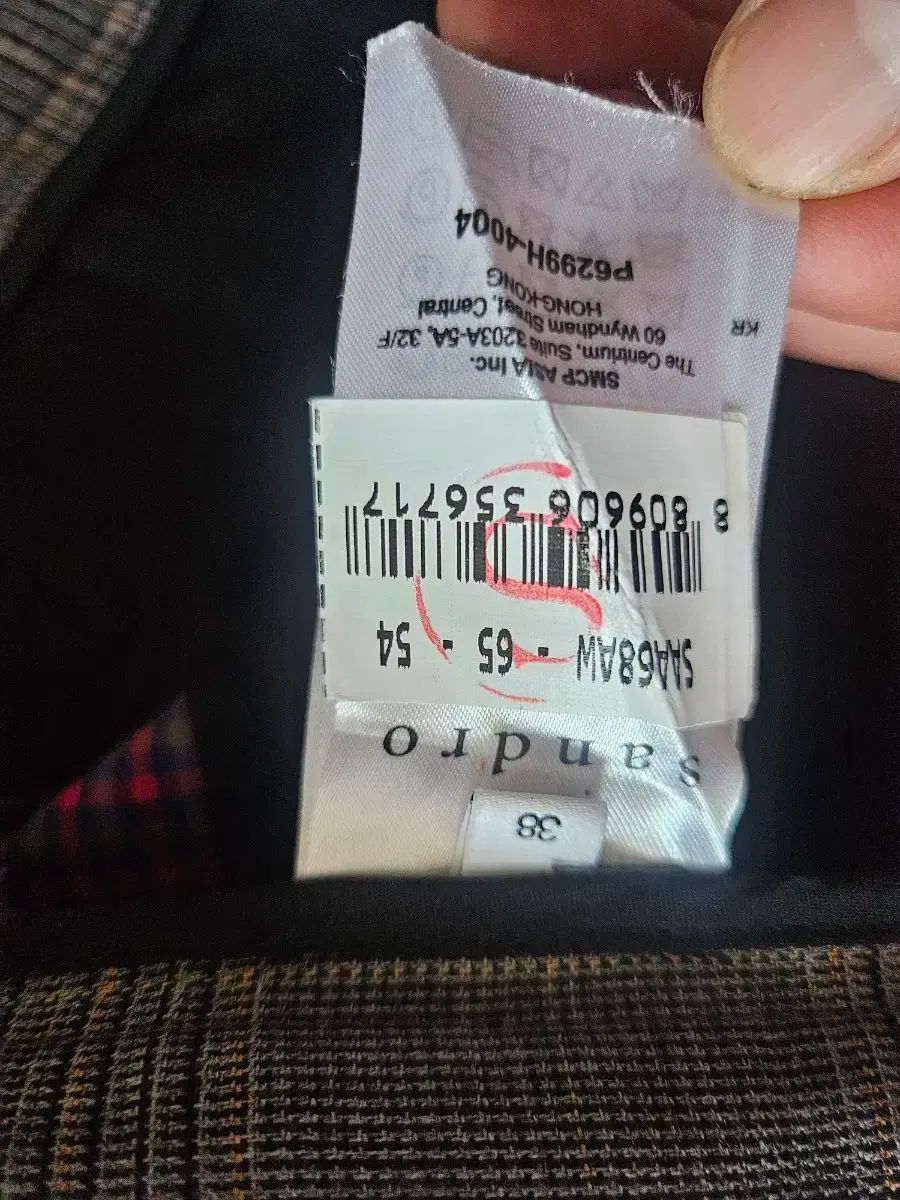 38
sandro
SAA68AW - 65 - 54
8 809606 356717
SMCP ASIA Inc.
The Centrium, Suite 3203A-5A, 32/F
60 Wyndham Street, Central
HONG-KONG
KR
P6299H-4004